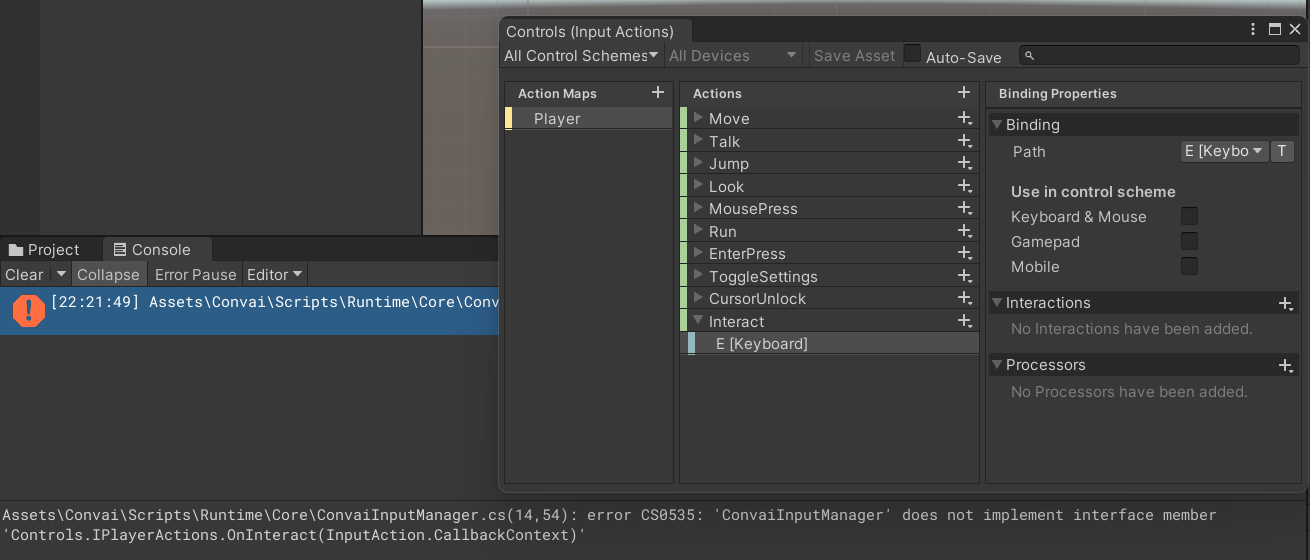 Controls (Input Actions)
All Control Schemes All Devices Save Asset Auto-Save
Action Maps
Player
Actions
Move
Talk
Jump
Look
MousePress
Run
EnterPress
ToggleSettings
CursorUnlock
Interact
E [Keyboard]
Binding Properties
Binding
Path E [Keybo T
Use in control scheme
Keyboard & Mouse
Gamepad
Mobile
Interactions
No Interactions have been added.
Processors
No Processors have been added.
Project Console
Clear Collapse Error Pause Editor
[22:21:49] Assets\Convai\Scripts\Runtime\Core\Conv
Assets\Convai\Scripts\Runtime\Core\ConvaiInputManager.cs(14,54): error CS0535: 'ConvaiInputManager' does not implement interface member
'Controls.IPlayerActions.OnInteract(InputAction.CallbackContext)'